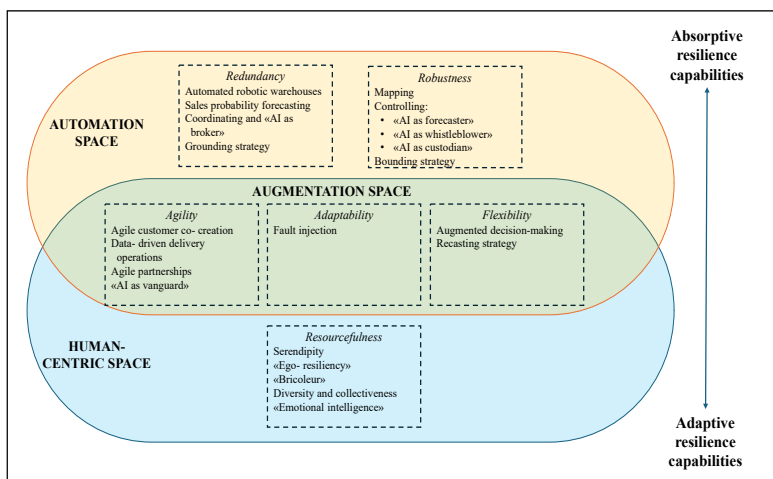 Absorptive
resilience
capabilities
AUTOMATION
SPACE
Redundancy
Automated robotic warehouses
Sales probability forecasting
Coordinating and «AI as
broker»
Grounding strategy
Robustness
Mapping
Controlling:
• «AI as forecaster»
• «AI as whistleblower»
• «AI as custodian»
Bounding strategy
AUGMENTATION SPACE
Agility
Agile customer co- creation
Data- driven delivery
operations
Agile partnerships
«AI as vanguard»
Adaptability
Fault injection
Flexibility
Augmented decision-making
Recasting strategy
HUMAN-
CENTRIC SPACE
Resourcefulness
Serendipity
«Ego- resiliency»
«Bricoleur»
Diversity and collectiveness
«Emotional intelligence»
Adaptive
resilience
capabilities